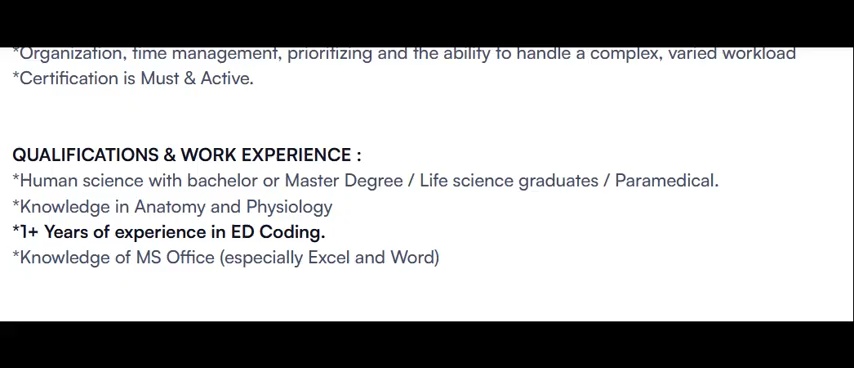 *Organization, time management, prioritizing and the ability to handle a complex, varied workload
*Certification is Must & Active.
QUALIFICATIONS & WORK EXPERIENCE :
*Human science with bachelor or Master Degree / Life science graduates / Paramedical.
*Knowledge in Anatomy and Physiology
*1+ Years of experience in ED Coding.
*Knowledge of MS Office (especially Excel and Word)